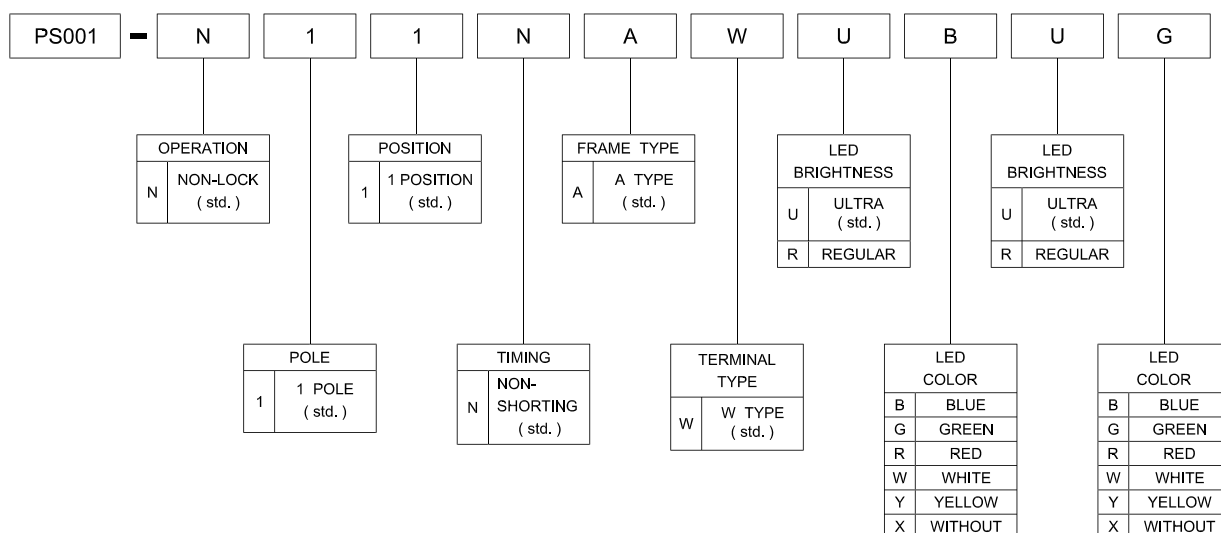 PS001 - N 1 1 N A W U B U G
OPERATION
N NON-LOCK
( std. )
POSITION
1 1 POSITION
( std. )
FRAME TYPE
A A TYPE
( std. )
LED
BRIGHTNESS
U ULTRA
( std. )
R REGULAR
LED
BRIGHTNESS
U ULTRA
( std. )
R REGULAR
POLE
1 1 POLE
( std. )
TIMING
N NON-
SHORTING
( std. )
TERMINAL
TYPE
W W TYPE
( std. )
LED
COLOR
B BLUE
G GREEN
R RED
W WHITE
Y YELLOW
X WITHOUT
LED
COLOR
B BLUE
G GREEN
R RED
W WHITE
Y YELLOW
X WITHOUT